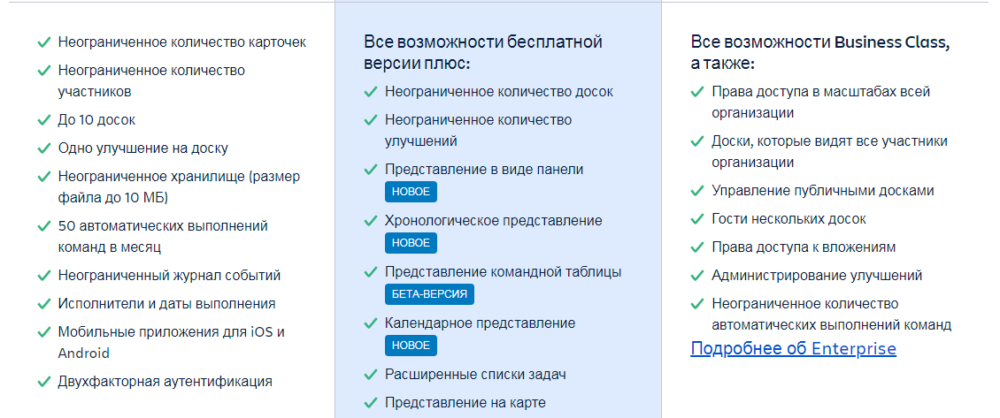 Неограниченное количество карточек
Неограниченное количество
участников
До 10 досок
Одно улучшение на доску
Неограниченное хранилище (размер
файла до 10 МБ)
50 автоматических выполнений
команд в месяц
Неограниченный журнал событий
Исполнители и даты выполнения
Мобильные приложения для iOS и
Android
Двухфакторная аутентификация
Все возможности бесплатной
версии плюс:
Неограниченное количество досок
Неограниченное количество
улучшений
Представление в виде панели
НОВОЕ
Хронологическое представление
НОВОЕ
Представление командной таблицы
БЕТА-ВЕРСИЯ
Календарное представление
НОВОЕ
Расширенные списки задач
Представление на карте
Все возможности Business Class,
а также:
Права доступа в масштабах всей
организации
Доски, которые видят все участники
организации
Управление публичными досками
Гости нескольких досок
Права доступа к вложениям
Администрирование улучшений
Неограниченное количество
автоматических выполнений команд
Подробнее об Enterprise